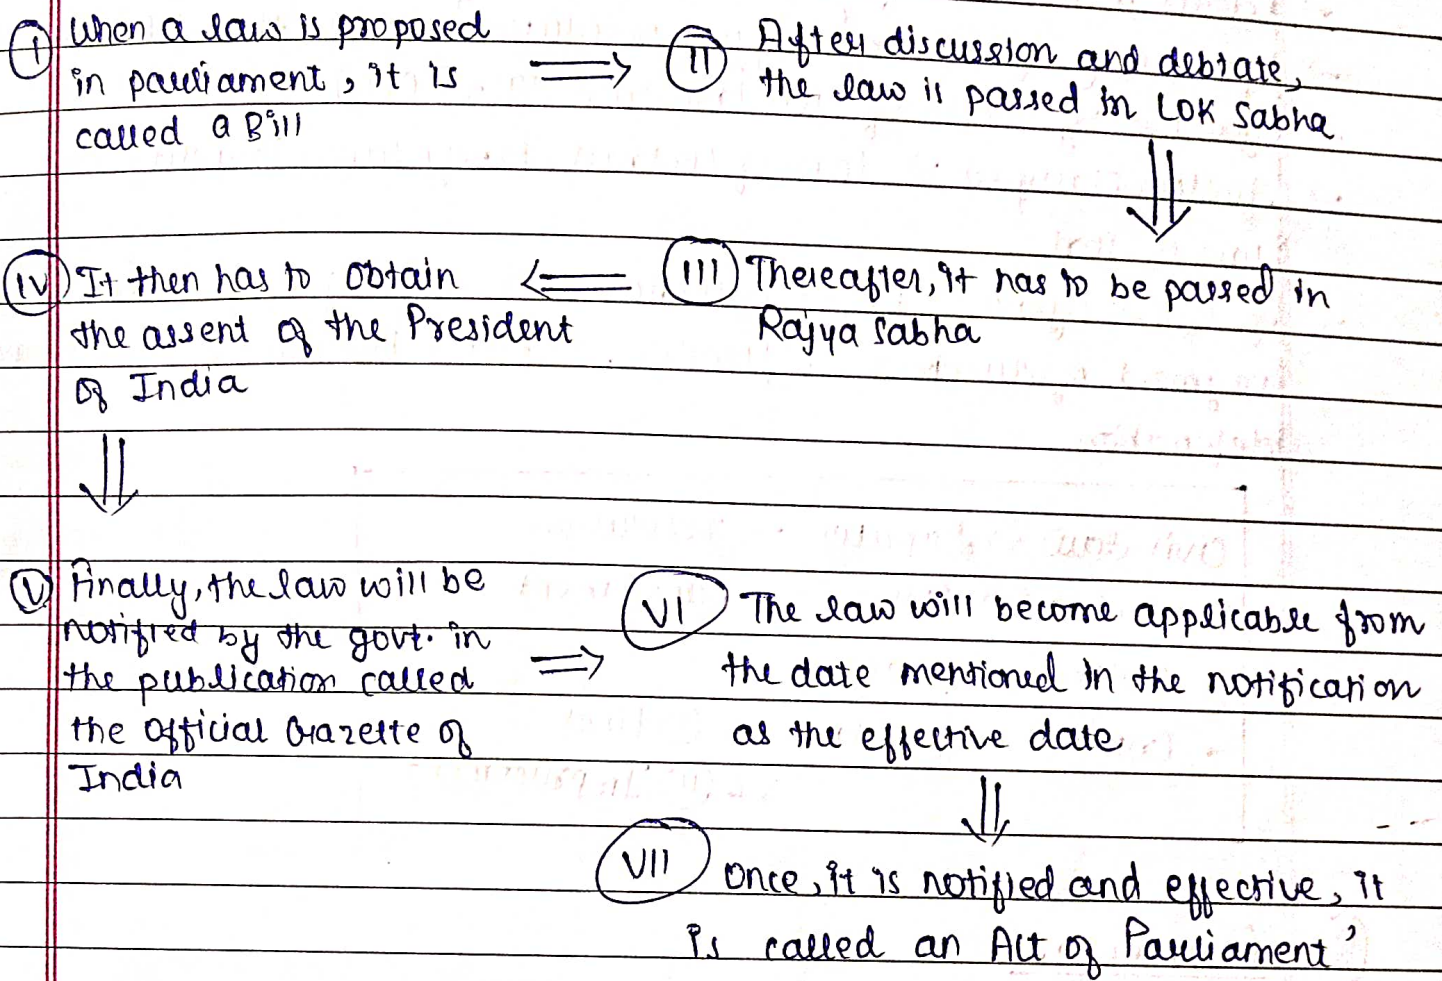 I When a law is proposed
in parliament, it is
called a Bill
II After discussion and debate,
the law is passed in Lok Sabha
III Thereafter, it has to be passed in
Rajya Sabha
IV It then has to obtain
the assent of the President
of India
V Finally, the law will be
notified by the govt. in
the publication called
the Official Gazette of
India
VI The law will become applicable from
the date mentioned in the notification
as the effective date
VII Once, it is notified and effective, it
is called an Act of Parliament'